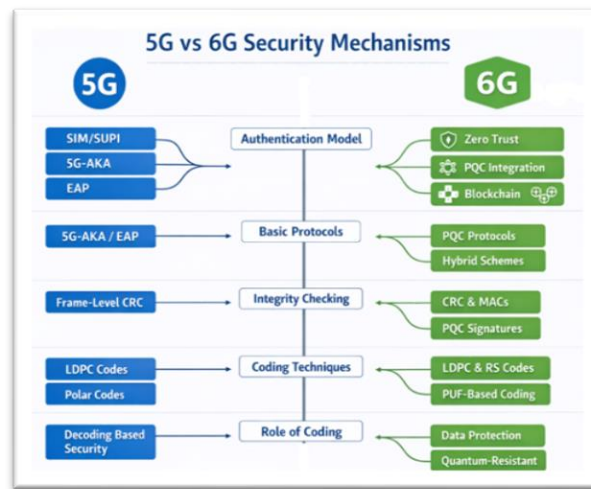 5G vs 6G Security Mechanisms
5G
6G
SIM/SUPI
5G-AKA
EAP
Authentication Model
Zero Trust
PQC Integration
Blockchain
5G-AKA / EAP
Basic Protocols
PQC Protocols
Hybrid Schemes
Frame-Level CRC
Integrity Checking
CRC & MACs
PQC Signatures
LDPC Codes
Polar Codes
Coding Techniques
LDPC & RS Codes
PUF-Based Coding
Decoding Based
Security
Role of Coding
Data Protection
Quantum-Resistant